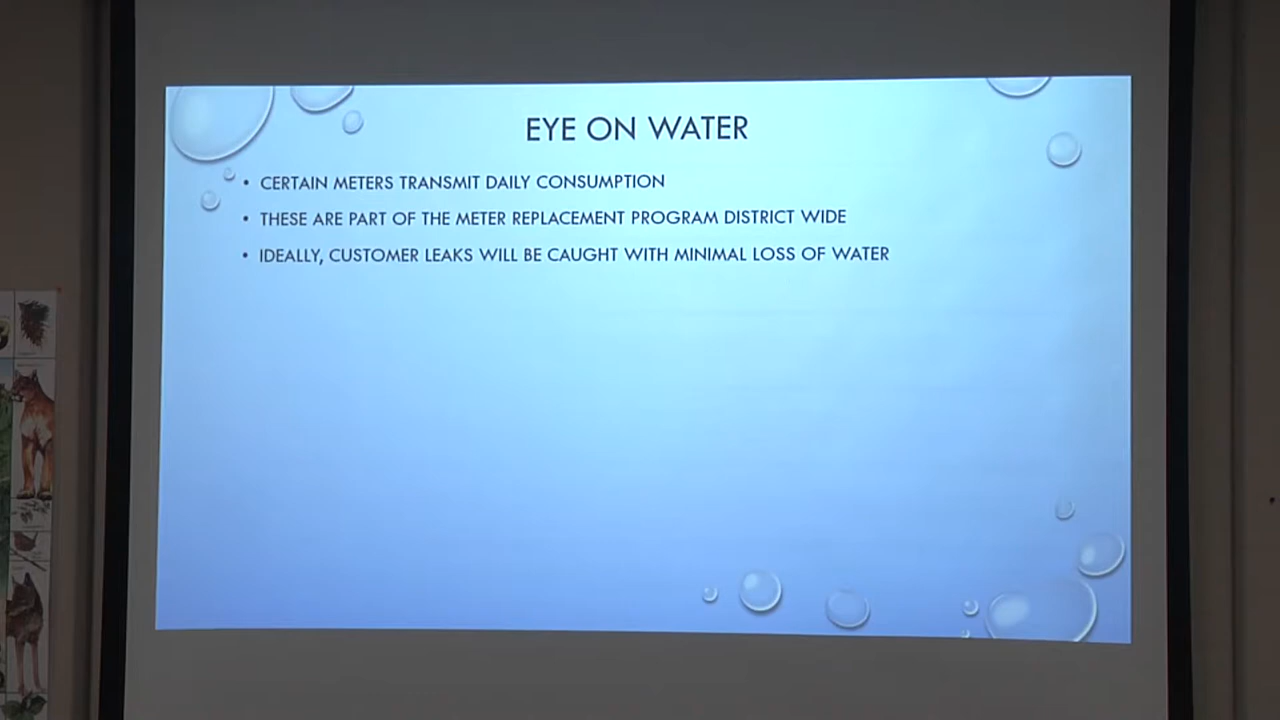 EYE ON WATER
• CERTAIN METERS TRANSMIT DAILY CONSUMPTION
• THESE ARE PART OF THE METER REPLACEMENT PROGRAM DISTRICT WIDE
• IDEALLY, CUSTOMER LEAKS WILL BE CAUGHT WITH MINIMAL LOSS OF WATER